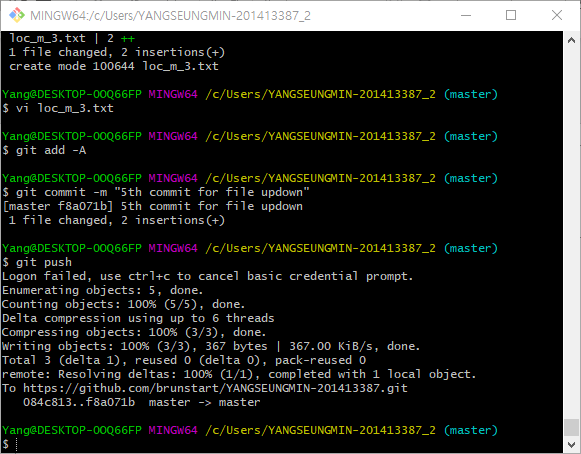 MINGW64:/c/Users/YANGSEUNGMIN-201413387_2
loc_m_3.txt | 2 ++
1 file changed, 2 insertions(+)
create mode 100644 loc_m_3.txt
Yang@DESKTOP-OOQ66FP MINGW64 /c/Users/YANGSEUNGMIN-201413387_2 (master)
$ vi loc_m_3.txt
Yang@DESKTOP-OOQ66FP MINGW64 /c/Users/YANGSEUNGMIN-201413387_2 (master)
$ git add -A
Yang@DESKTOP-OOQ66FP MINGW64 /c/Users/YANGSEUNGMIN-201413387_2 (master)
$ git commit -m "5th commit for file updown"
[master f8a071b] 5th commit for file updown
1 file changed, 2 insertions(+)
Yang@DESKTOP-OOQ66FP MINGW64 /c/Users/YANGSEUNGMIN-201413387_2 (master)
$ git push
Logon failed, use ctrl+c to cancel basic credential prompt.
Enumerating objects: 5, done.
Counting objects: 100% (5/5), done.
Delta compression using up to 6 threads
Compressing objects: 100% (3/3), done.
Writing objects: 100% (3/3), 367 bytes | 367.00 KiB/s, done.
Total 3 (delta 1), reused 0 (delta 0), pack-reused 0
remote: Resolving deltas: 100% (1/1), completed with 1 local object.
To https://github.com/brunstart/YANGSEUNGMIN-201413387.git
084c813..f8a071b  master -> master
Yang@DESKTOP-OOQ66FP MINGW64 /c/Users/YANGSEUNGMIN-201413387_2 (master)
$